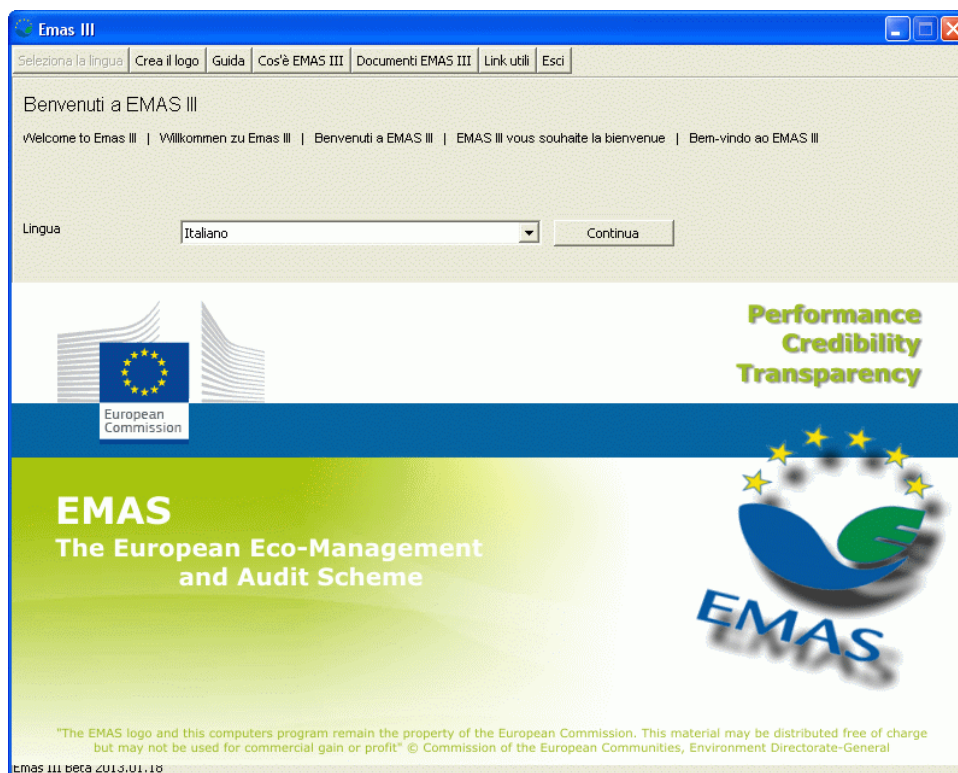 Emas III
Seleziona la lingua Crea il logo Guida Cos'è EMAS III Documenti EMAS III Link utili Esci
Benvenuti a EMAS III
Welcome to Emas III | Willkommen zu Emas III | Benvenuti a EMAS III | EMAS III vous souhaite la bienvenue | Bem-vindo ao EMAS III
Lingua Italiano Continua
Performance
Credibility
Transparency
European
Commission
EMAS
The European Eco-Management
and Audit Scheme
EMAS
"The EMAS logo and this computers program remain the property of the European Commission. This material may be distributed free of charge
but may not be used for commercial gain or profit" © Commission of the European Communities, Environment Directorate-General
Emas III Beta 2013.01.18